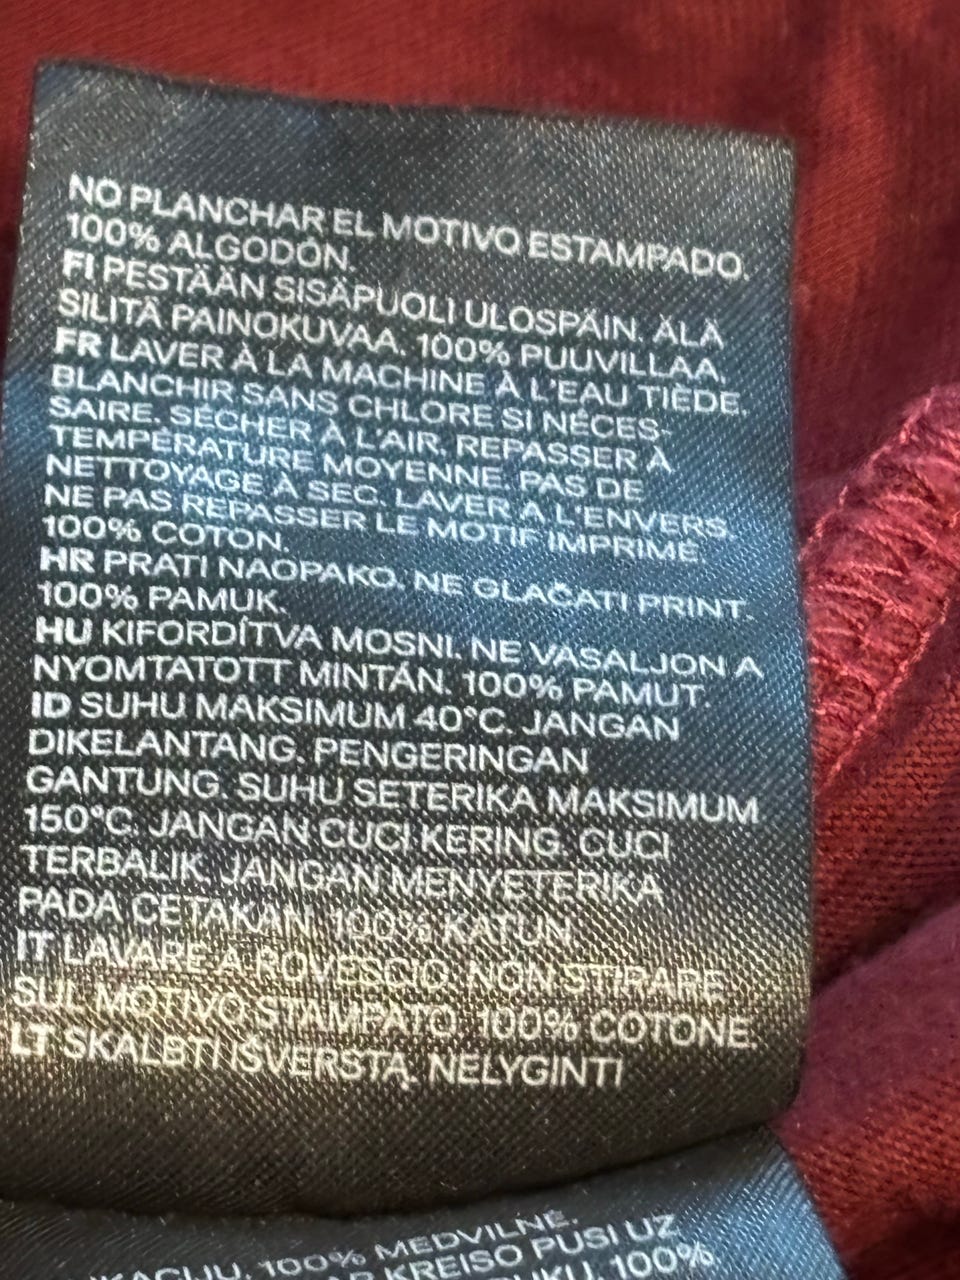 NO PLANCHAR EL MOTIVO ESTAMPADO.
100% ALGODÓN.
FI PESTÄÄN SISÄPUOLI ULOSPÄIN. ÄLÄ
SILITÄ PAINOKUVAA. 100% PUUVILLAA.
FR LAVER À LA MACHINE À L'EAU TIÈDE.
BLANCHIR SANS CHLORE SI NÉCES-
SAIRE. SÉCHER À L'AIR. REPASSER À
TEMPÉRATURE MOYENNE. PAS DE
NETTOYAGE À SEC. LAVER À L'ENVERS.
NE PAS REPASSER LE MOTIF IMPRIMÉ.
100% COTON.
HR PRATI NAOPAKO. NE GLAČATI PRINT.
100% PAMUK.
HU KIFORDÍTVA MOSNI. NE VASALJON A
NYOMTATOTT MINTÁN. 100% PAMUT.
ID SUHU MAKSIMUM 40°C. JANGAN
DIKELANTANG. PENGERINGAN
GANTUNG. SUHU SETERIKA MAKSIMUM
150°C. JANGAN CUCI KERING. CUCI
TERBALIK. JANGAN MENYETERIKA
PADA CETAKAN. 100% KATUN.
IT LAVARE A ROVESCIO. NON STIRARE
SUL MOTIVO STAMPATO. 100% COTONE.
LT SKALBTI IŠVERSTĄ. NELYGINTI
100% MEDVILNĖ.
KREISO PUSI UZ
100%